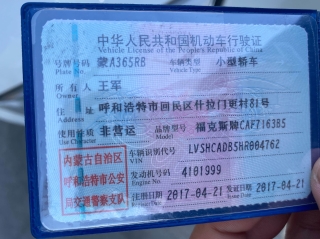 中华人民共和国机动车行驶证
Vehicle License of the People's Republic of China
号牌号码 蒙A365RB 车辆类型 小型轿车
Plate No. Vehicle Type
所有人 王军
Owner
住址 呼和浩特市回民区什拉门更村81号
Address
使用性质 非营运 品牌型号 福克斯牌CAF7163B5
Use Character Model
内蒙古自治区
呼和浩特市公安
局交通警察支队
车辆识别代号 LVSHCADB5HR004762
VIN
发动机号码 4101999
Engine No.
注册日期 2017-04-21 发证日期 2017-04-21